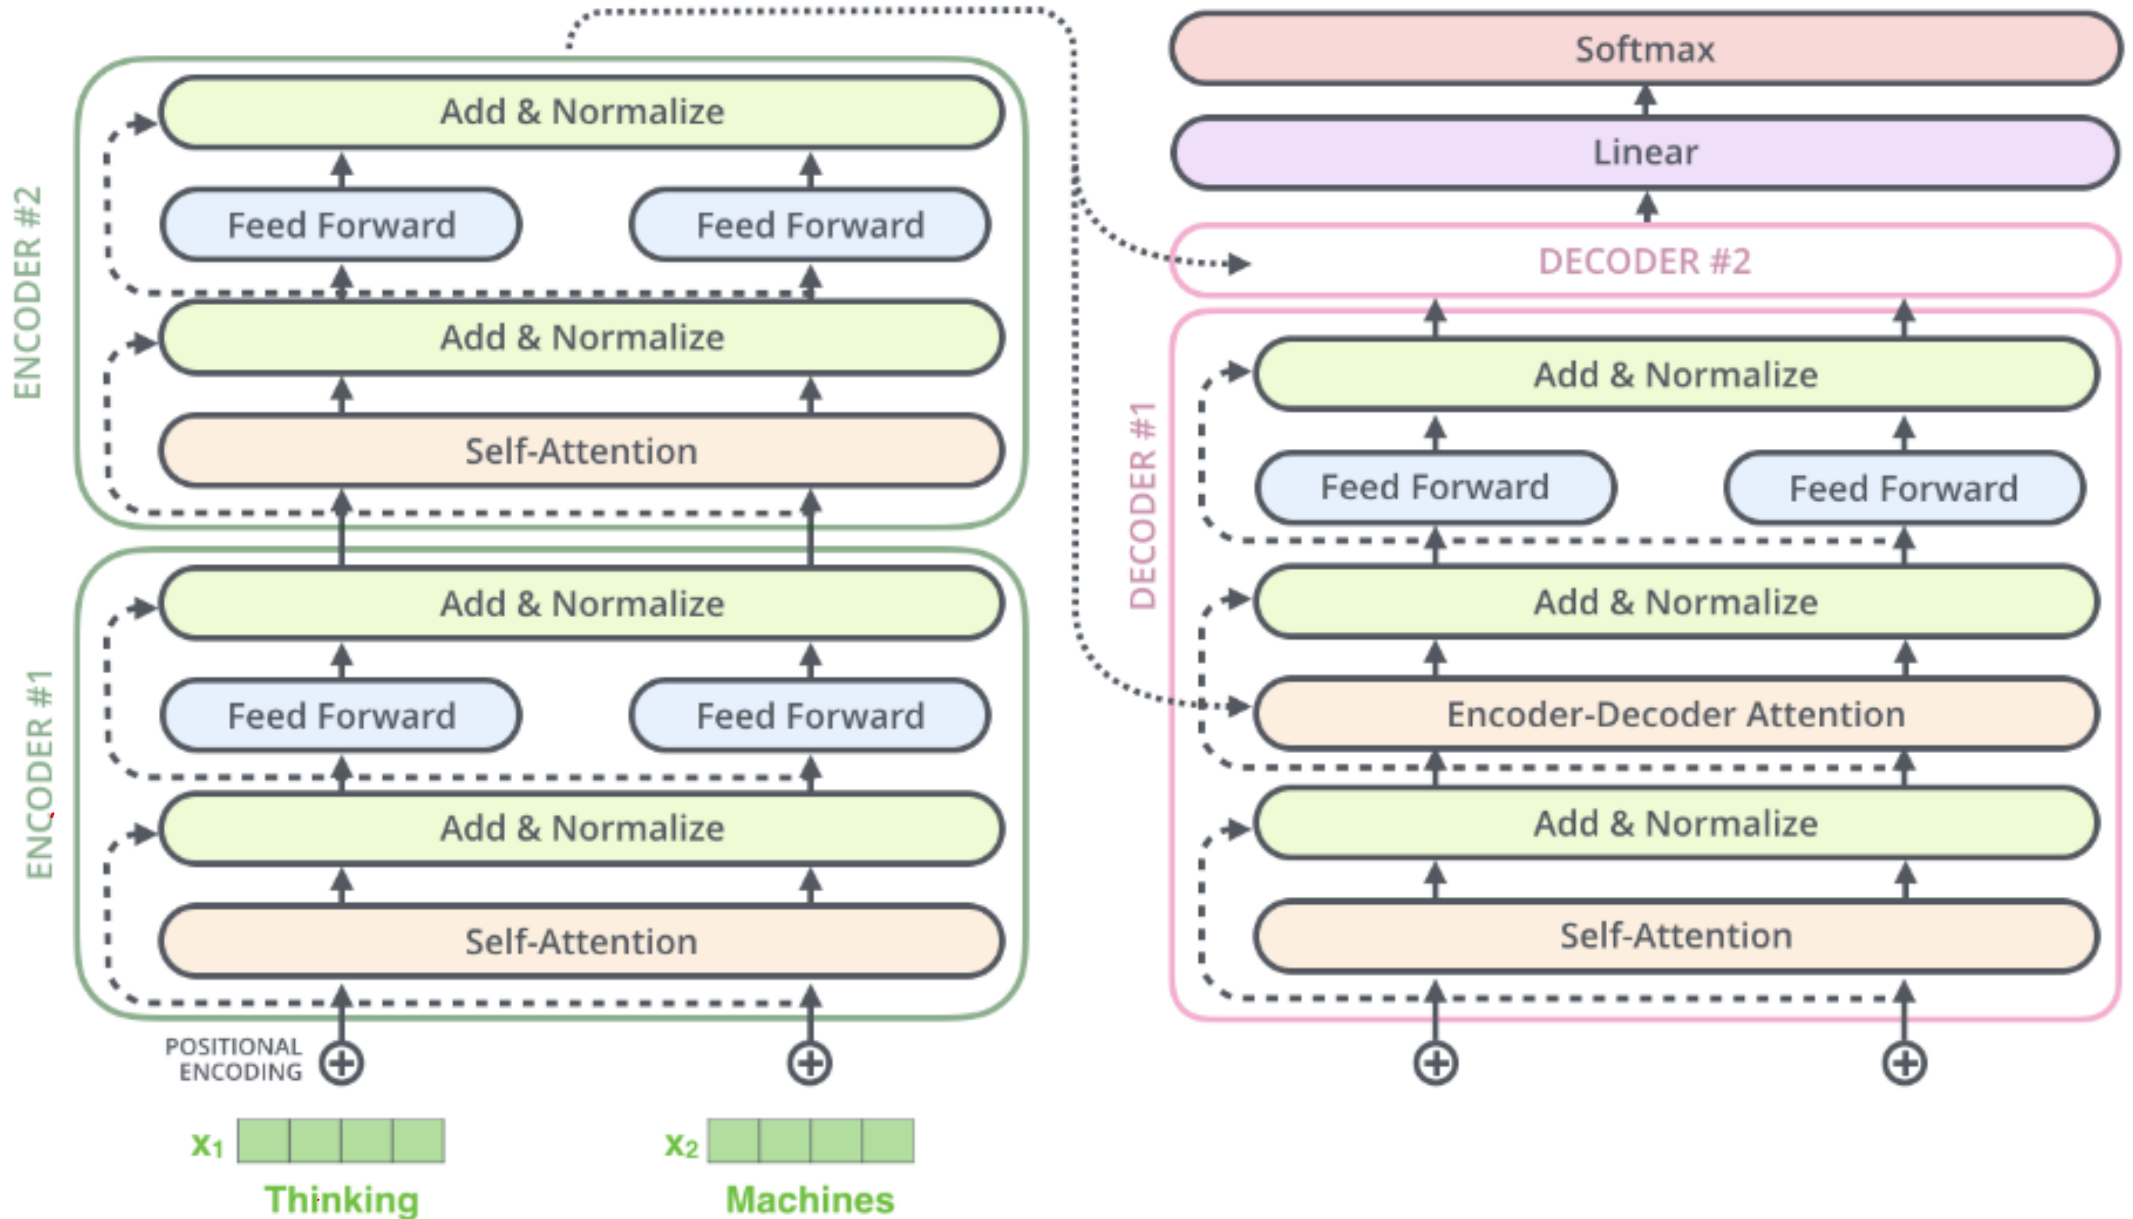 ENCODER #2
Add & Normalize
Feed Forward
Feed Forward
Add & Normalize
Self-Attention
ENCODER #1
Add & Normalize
Feed Forward
Feed Forward
Add & Normalize
Self-Attention
POSITIONAL
ENCODING
x₁
x₂
Thinking
Machines
Softmax
Linear
DECODER #2
DECODER #1
Add & Normalize
Feed Forward
Feed Forward
Add & Normalize
Encoder-Decoder Attention
Add & Normalize
Self-Attention